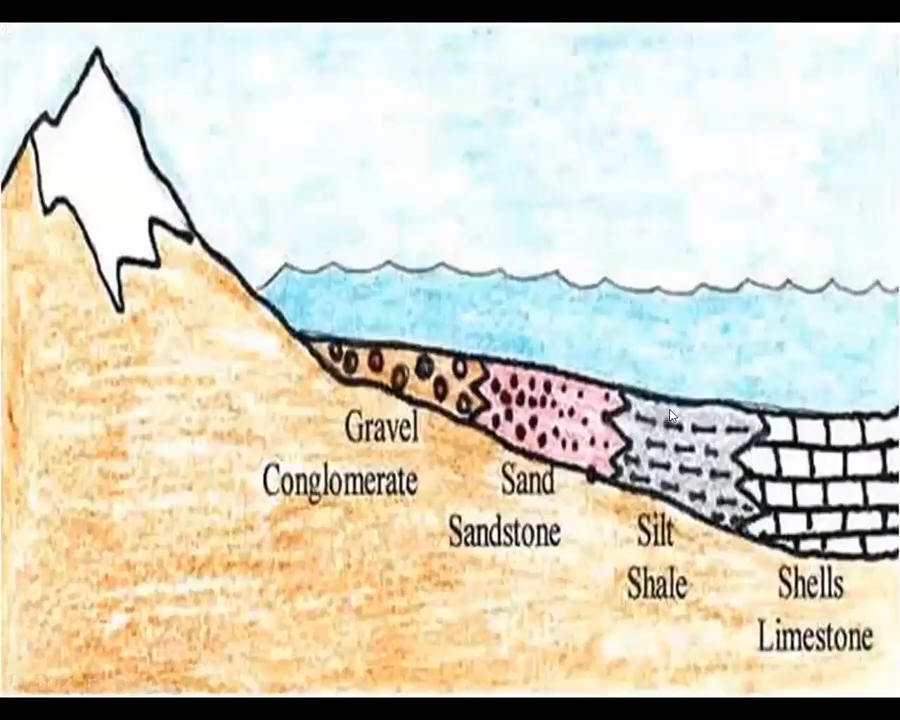 Gravel
Conglomerate
Sand
Sandstone
Silt
Shale
Shells
Limestone